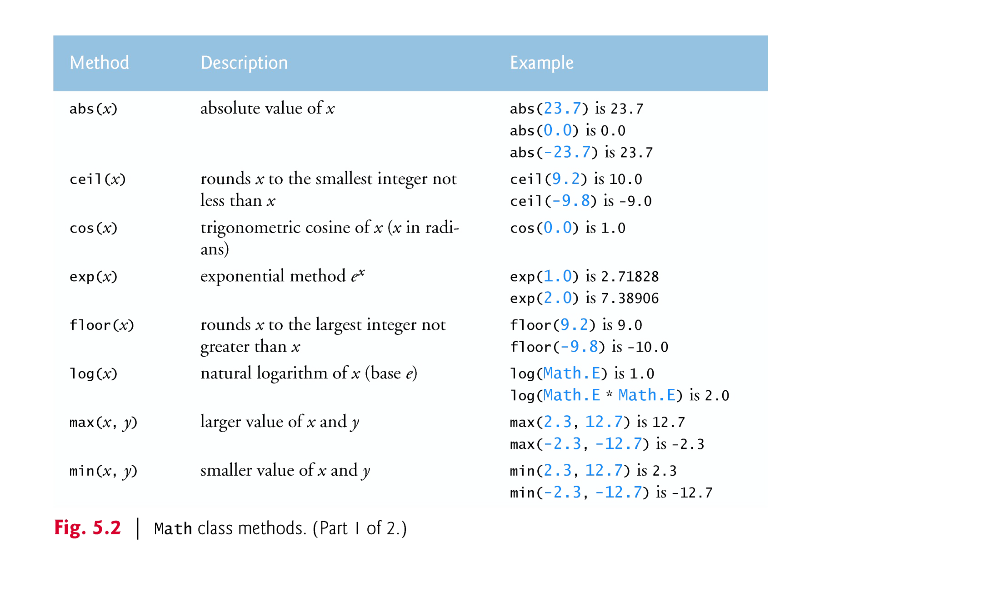 Method Description Example
abs(x) absolute value of x abs(23.7) is 23.7
abs(0.0) is 0.0
abs(-23.7) is 23.7
ceil(x) rounds x to the smallest integer not ceil(9.2) is 10.0
less than x ceil(-9.8) is -9.0
cos(x) trigonometric cosine of x (x in radi- cos(0.0) is 1.0
ans)
exp(x) exponential method eˣ exp(1.0) is 2.71828
exp(2.0) is 7.38906
floor(x) rounds x to the largest integer not floor(9.2) is 9.0
greater than x floor(-9.8) is -10.0
log(x) natural logarithm of x (base e) log(Math.E) is 1.0
log(Math.E * Math.E) is 2.0
max(x, y) larger value of x and y max(2.3, 12.7) is 12.7
max(-2.3, -12.7) is -2.3
min(x, y) smaller value of x and y min(2.3, 12.7) is 2.3
min(-2.3, -12.7) is -12.7
Fig. 5.2 | Math class methods. (Part 1 of 2.)